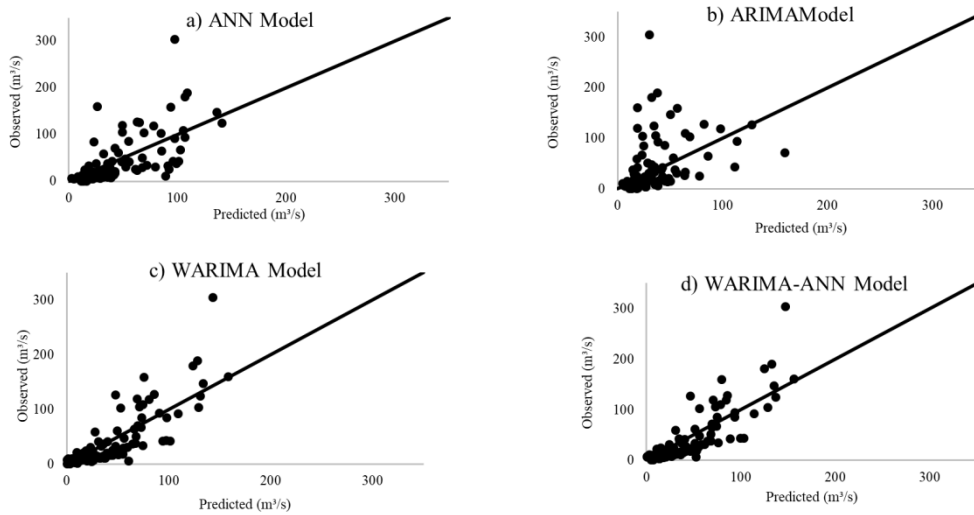 a) ANN Model
300
200
100
0
Observed (m³/s)
0 100 200 300
Predicted (m³/s)
b) ARIMAModel
300
200
100
0
Observed (m³/s)
0 100 200 300
Predicted (m³/s)
c) WARIMA Model
300
200
100
0
Observed (m³/s)
0 100 200 300
Predicted (m³/s)
d) WARIMA-ANN Model
300
200
100
0
Observed (m³/s)
0 100 200 300
Predicted (m³/s)